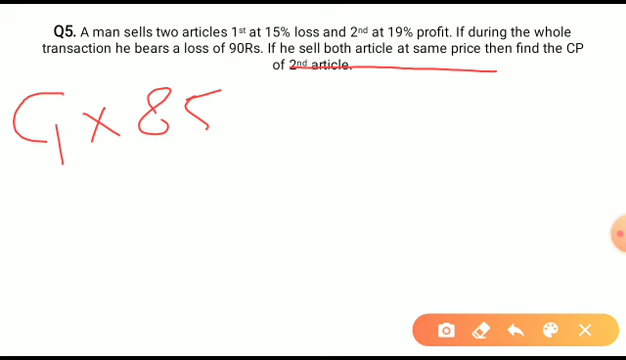 Q5. A man sells two articles 1st at 15% loss and 2nd at 19% profit. If during the whole
transaction he bears a loss of 90Rs. If he sell both article at same price then find the CP
of 2nd article.
C1 × 85